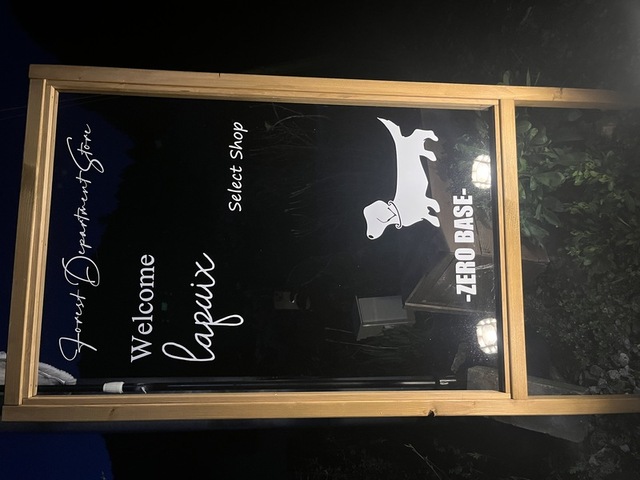 Forest Department Store
Welcome
lapuix
Select Shop
-ZERO BASE-